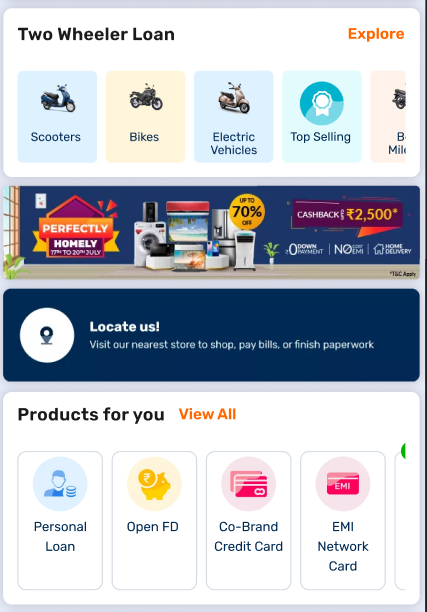 Two Wheeler Loan
Explore
Scooters
Bikes
Electric
Vehicles
Top Selling
B
Mile
PERFECTLY
HOMELY
17TH TO 20TH JULY
UP TO
70%
OFF
CASHBACK ₹2,500*
₹0 DOWN
PAYMENT
NO COST
EMI
HOME
DELIVERY
*T&C Apply
Locate us!
Visit our nearest store to shop, pay bills, or finish paperwork
Products for you
View All
Personal
Loan
Open FD
Co-Brand
Credit Card
EMI
EMI
Network
Card